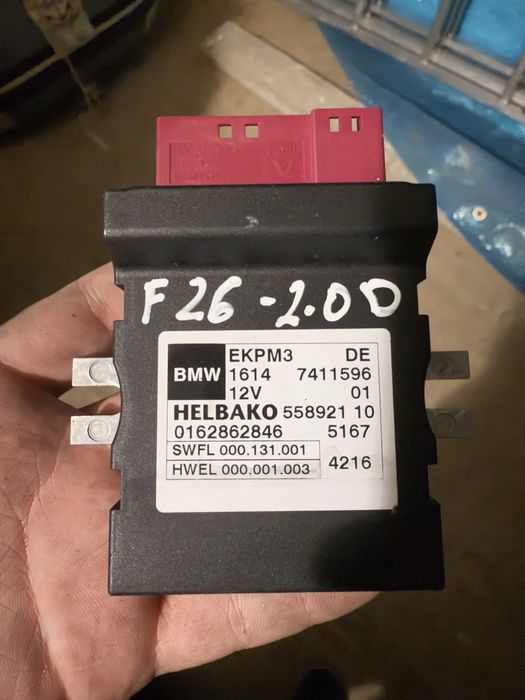 F26 - 2.0D
BMW
EKPM3 DE
1614 7411596
12V 01
HELBAKO 558921 10
0162862846 5167
SWFL 000.131.001
HWEL 000.001.003 4216